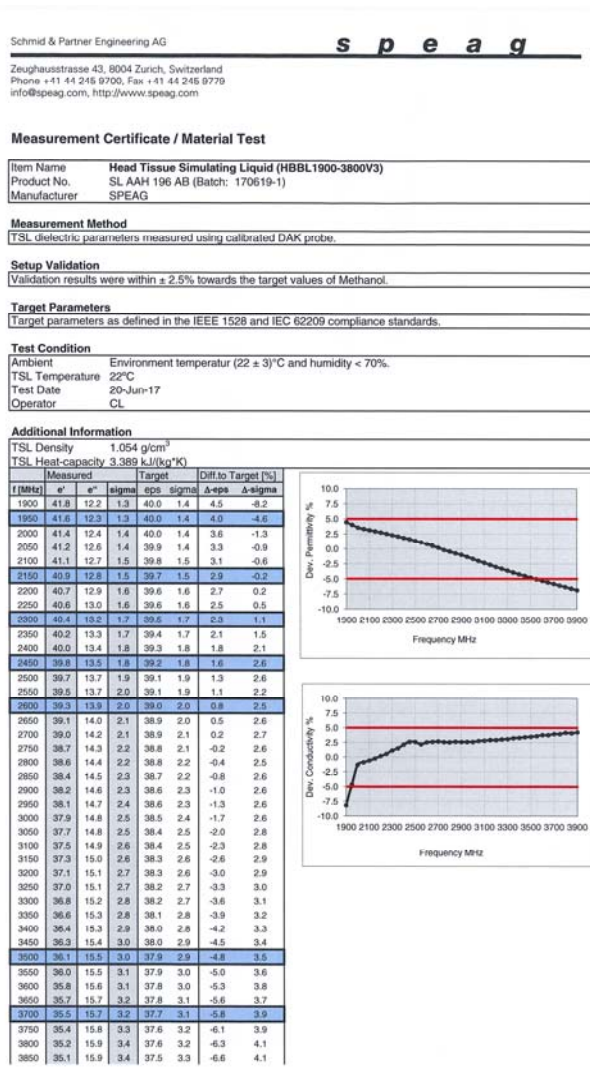 Schmid & Partner Engineering AG
s p e a g
Zeughausstrasse 43, 8004 Zurich, Switzerland
Phone +41 44 245 9700, Fax +41 44 245 9779
info@speag.com, http://www.speag.com
Measurement Certificate / Material Test
Item Name Head Tissue Simulating Liquid (HBBL1900-3800V3)
Product No. SL AAH 196 AB (Batch: 170619-1)
Manufacturer SPEAG
Measurement Method
TSL dielectric parameters measured using calibrated DAK probe.
Setup Validation
Validation results were within ± 2.5% towards the target values of Methanol.
Target Parameters
Target parameters as defined in the IEEE 1528 and IEC 62209 compliance standards.
Test Condition
Ambient Environment temperatur (22 ± 3)°C and humidity < 70%.
TSL Temperature 22°C
Test Date 20-Jun-17
Operator CL
Additional Information
TSL Density 1.054 g/cm³
TSL Heat-capacity 3.389 kJ/(kg*K)
Measured Target Diff.to Target [%]
f [MHz] e' e" sigma eps sigma Δ-eps Δ-sigma
1900 41.8 12.2 1.3 40.0 1.4 4.5 -8.2
1950 41.6 12.3 1.3 40.0 1.4 4.0 -4.6
2000 41.4 12.4 1.4 40.0 1.4 3.6 -1.3
2050 41.2 12.6 1.4 39.9 1.4 3.3 -0.9
2100 41.1 12.7 1.5 39.8 1.5 3.1 -0.6
2150 40.9 12.8 1.5 39.7 1.5 2.9 -0.2
2200 40.7 12.9 1.6 39.6 1.6 2.7 0.2
2250 40.6 13.0 1.6 39.6 1.6 2.5 0.5
2300 40.4 13.2 1.7 39.5 1.7 2.3 1.1
2350 40.2 13.3 1.7 39.4 1.7 2.1 1.5
2400 40.0 13.4 1.8 39.3 1.8 1.8 2.1
2450 39.8 13.5 1.8 39.2 1.8 1.6 2.6
2500 39.7 13.7 1.9 39.1 1.9 1.3 2.6
2550 39.5 13.7 2.0 39.1 1.9 1.1 2.2
2600 39.3 13.9 2.0 39.0 2.0 0.8 2.5
2650 39.1 14.0 2.1 38.9 2.0 0.5 2.6
2700 39.0 14.2 2.1 38.9 2.1 0.2 2.7
2750 38.7 14.3 2.2 38.8 2.1 -0.2 2.6
2800 38.6 14.4 2.2 38.8 2.2 -0.4 2.5
2850 38.4 14.5 2.3 38.7 2.2 -0.8 2.6
2900 38.2 14.6 2.3 38.6 2.3 -1.0 2.6
2950 38.1 14.7 2.4 38.6 2.3 -1.3 2.6
3000 37.9 14.8 2.5 38.5 2.4 -1.7 2.6
3050 37.7 14.8 2.5 38.4 2.5 -2.0 2.8
3100 37.5 14.9 2.6 38.4 2.5 -2.3 2.8
3150 37.3 15.0 2.6 38.3 2.6 -2.6 2.9
3200 37.1 15.1 2.7 38.3 2.6 -3.0 2.9
3250 37.0 15.1 2.7 38.2 2.7 -3.3 3.0
3300 36.8 15.2 2.8 38.2 2.7 -3.6 3.1
3350 36.6 15.3 2.8 38.1 2.8 -3.9 3.2
3400 36.4 15.3 2.9 38.0 2.8 -4.2 3.3
3450 36.3 15.4 3.0 38.0 2.9 -4.5 3.4
3500 36.1 15.5 3.0 37.9 2.9 -4.8 3.5
3550 36.0 15.5 3.1 37.9 3.0 -5.0 3.6
3600 35.8 15.6 3.1 37.8 3.0 -5.3 3.8
3650 35.7 15.7 3.2 37.8 3.1 -5.6 3.7
3700 35.5 15.7 3.2 37.7 3.1 -5.8 3.9
3750 35.4 15.8 3.3 37.6 3.2 -6.1 3.9
3800 35.2 15.9 3.4 37.6 3.2 -6.3 4.1
3850 35.1 15.9 3.4 37.5 3.3 -6.6 4.1
Dev. Permittivity %
10.0
7.5
5.0
2.5
0.0
-2.5
-5.0
-7.5
-10.0
1900 2100 2300 2500 2700 2900 3100 3300 3500 3700 3900
Frequency MHz
Dev. Conductivity %
10.0
7.5
5.0
2.5
0.0
-2.5
-5.0
-7.5
-10.0
1900 2100 2300 2500 2700 2900 3100 3300 3500 3700 3900
Frequency MHz